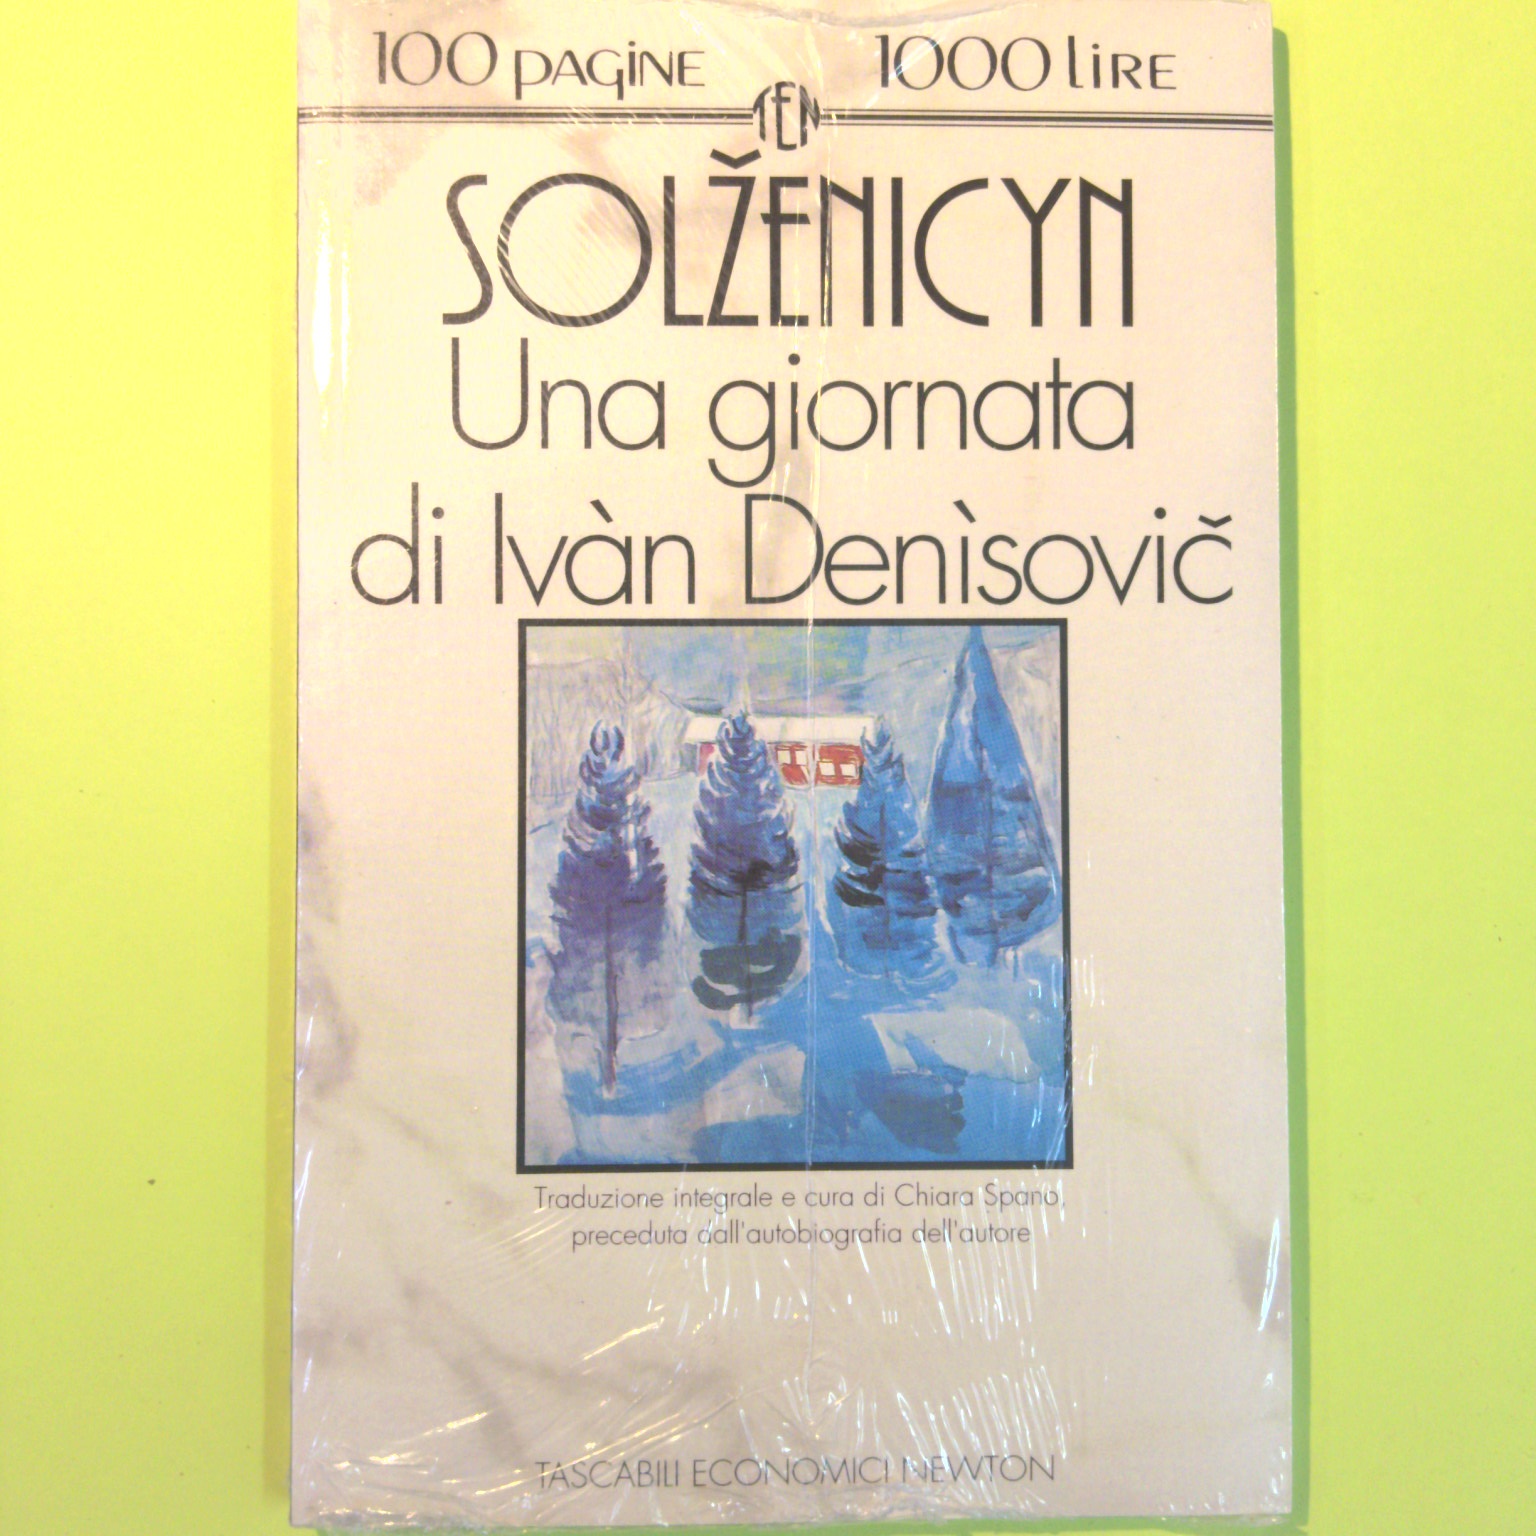 100 PAGINE 1000 LIRE
TEN
SOLŽENICYN
Una giornata
di Ivàn Denìsovič
Traduzione integrale e cura di Chiara Spano,
preceduta dall'autobiografia dell'autore
TASCABILI ECONOMICI NEWTON